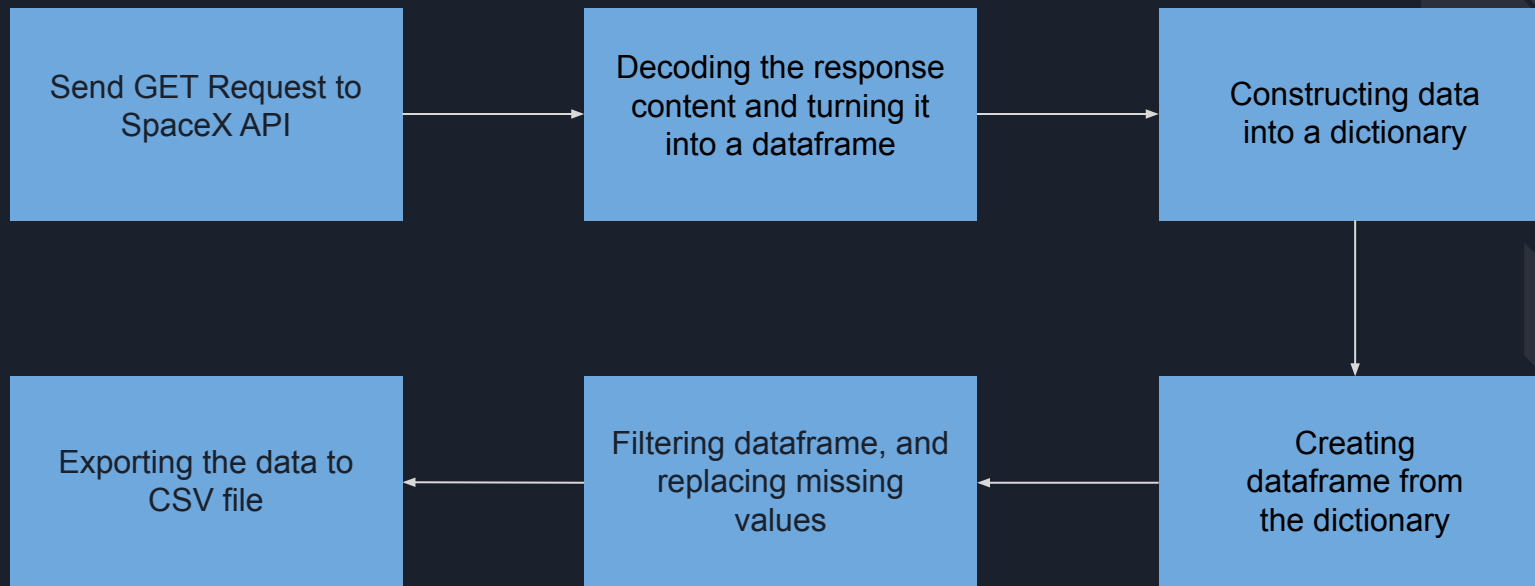 Send GET Request to
SpaceX API
Decoding the response
content and turning it
into a dataframe
Constructing data
into a dictionary
Creating
dataframe from
the dictionary
Filtering dataframe, and
replacing missing
values
Exporting the data to
CSV file